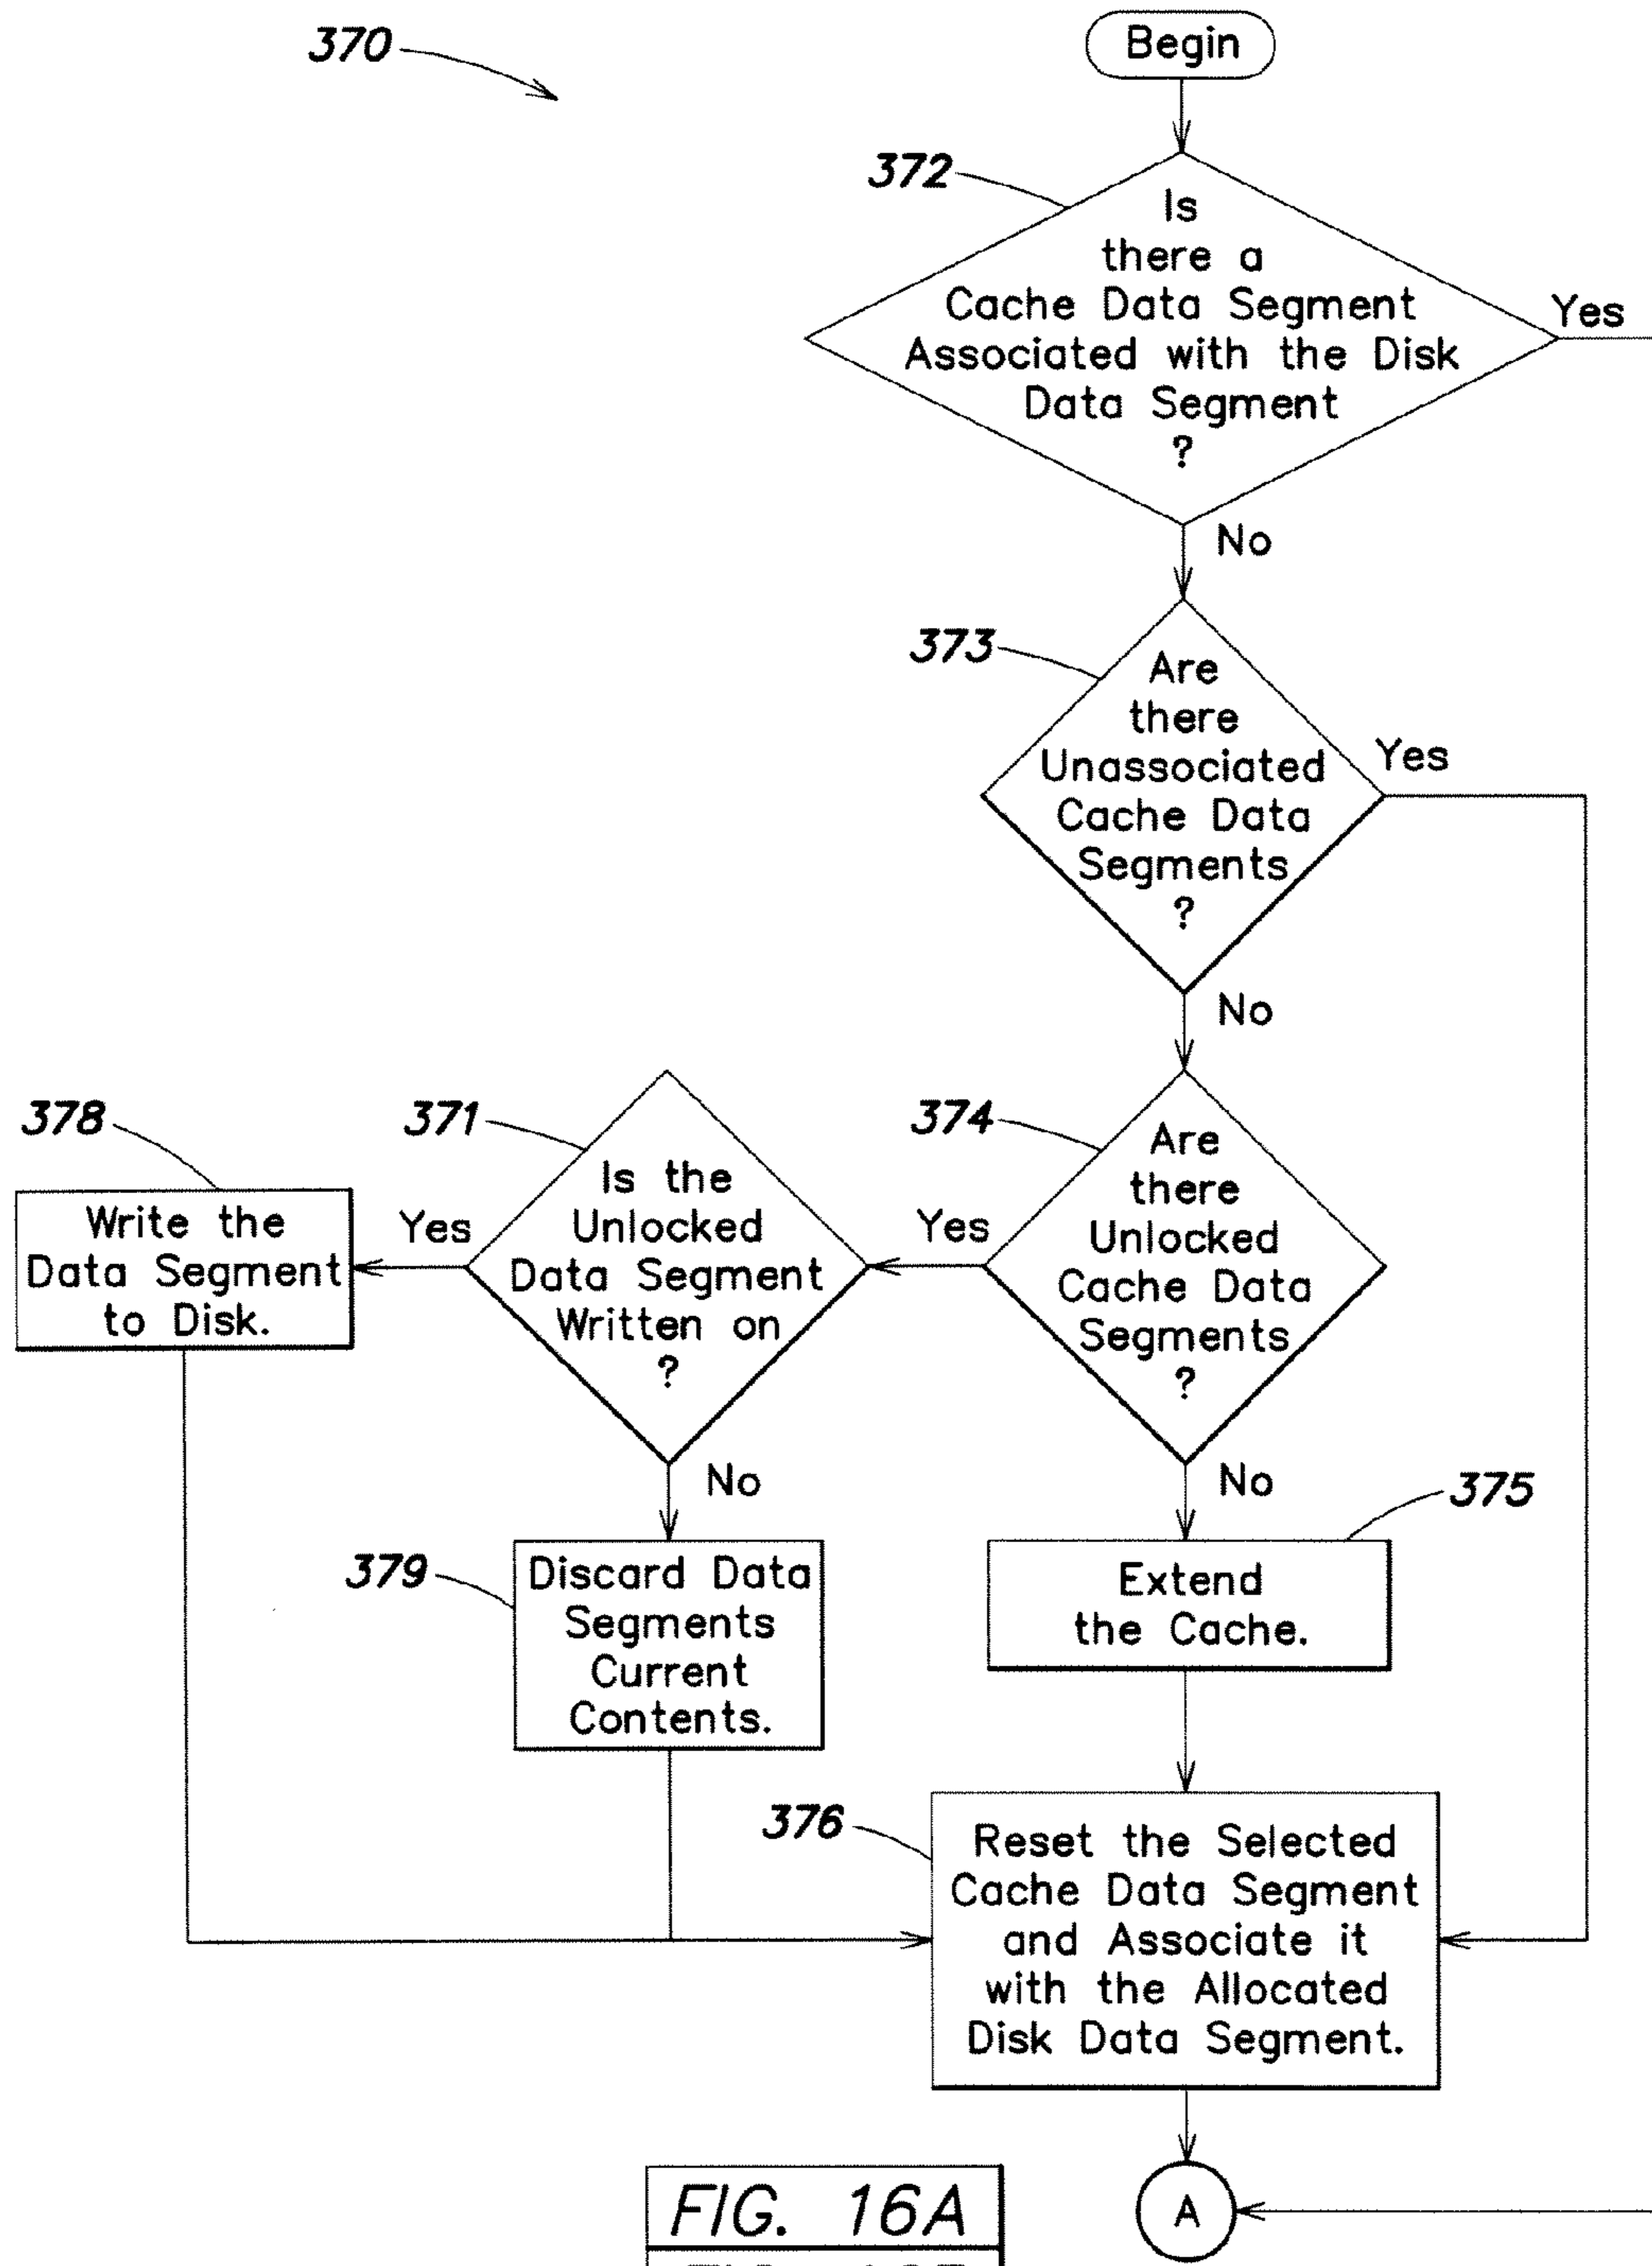 370
Begin
372
Is
there a
Cache Data Segment
Associated with the Disk
Data Segment
?
Yes
No
373
Are
there
Unassociated
Cache Data
Segments
?
Yes
No
378
Write the
Data Segment
to Disk.
Yes
371
Is the
Unlocked
Data Segment
Written on
?
Yes
374
Are
there
Unlocked
Cache Data
Segments
?
No
No
375
379
Discard Data
Segments
Current
Contents.
Extend
the Cache.
376
Reset the Selected
Cache Data Segment
and Associate it
with the Allocated
Disk Data Segment.
FIG. 16A
A